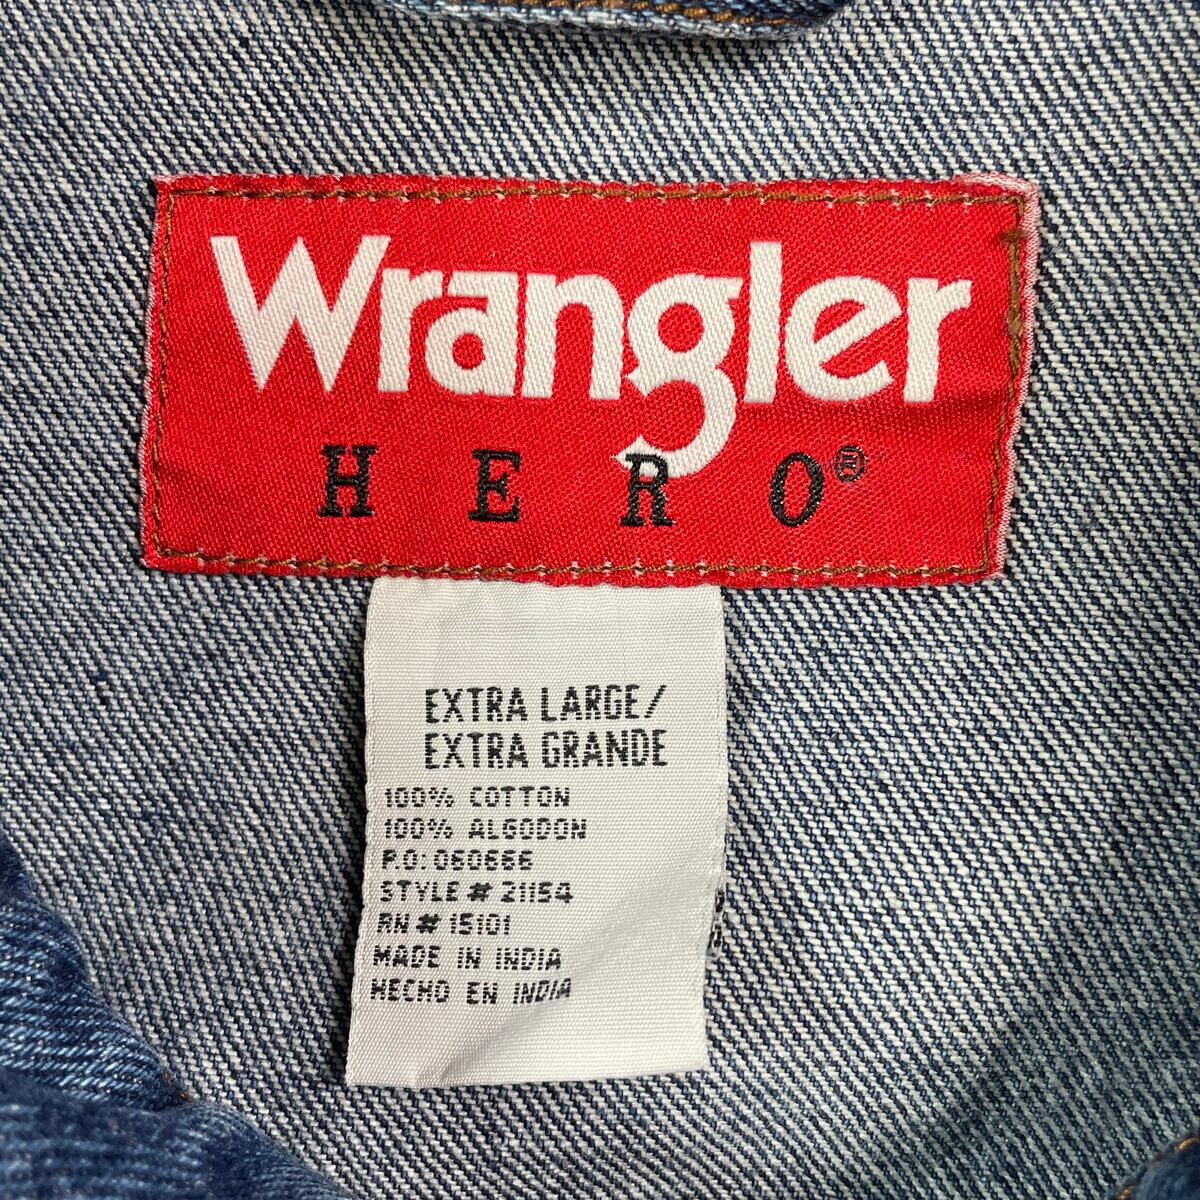 Wrangler
HERO®
EXTRA LARGE/
EXTRA GRANDE
100% COTTON
100% ALGODON
P.O: 060666
STYLE # 21154
RN # 15101
MADE IN INDIA
HECHO EN INDIA